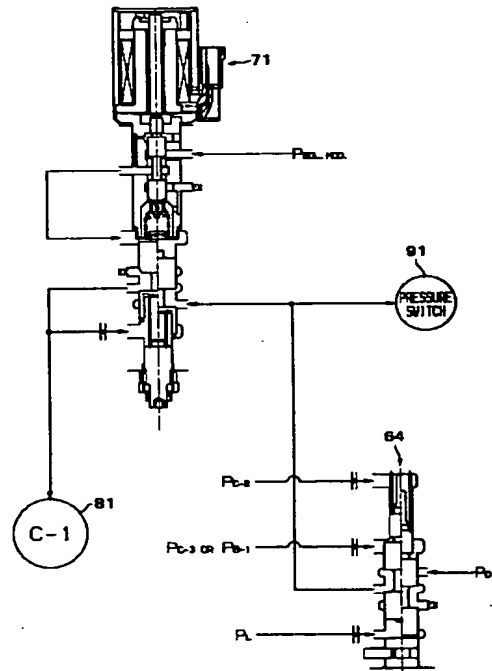 71
PSOL. MOD.
91
PRESSURE
SWITCH
64
PC-2
81
C-1
PC-3 OR PB-1
PD
PL